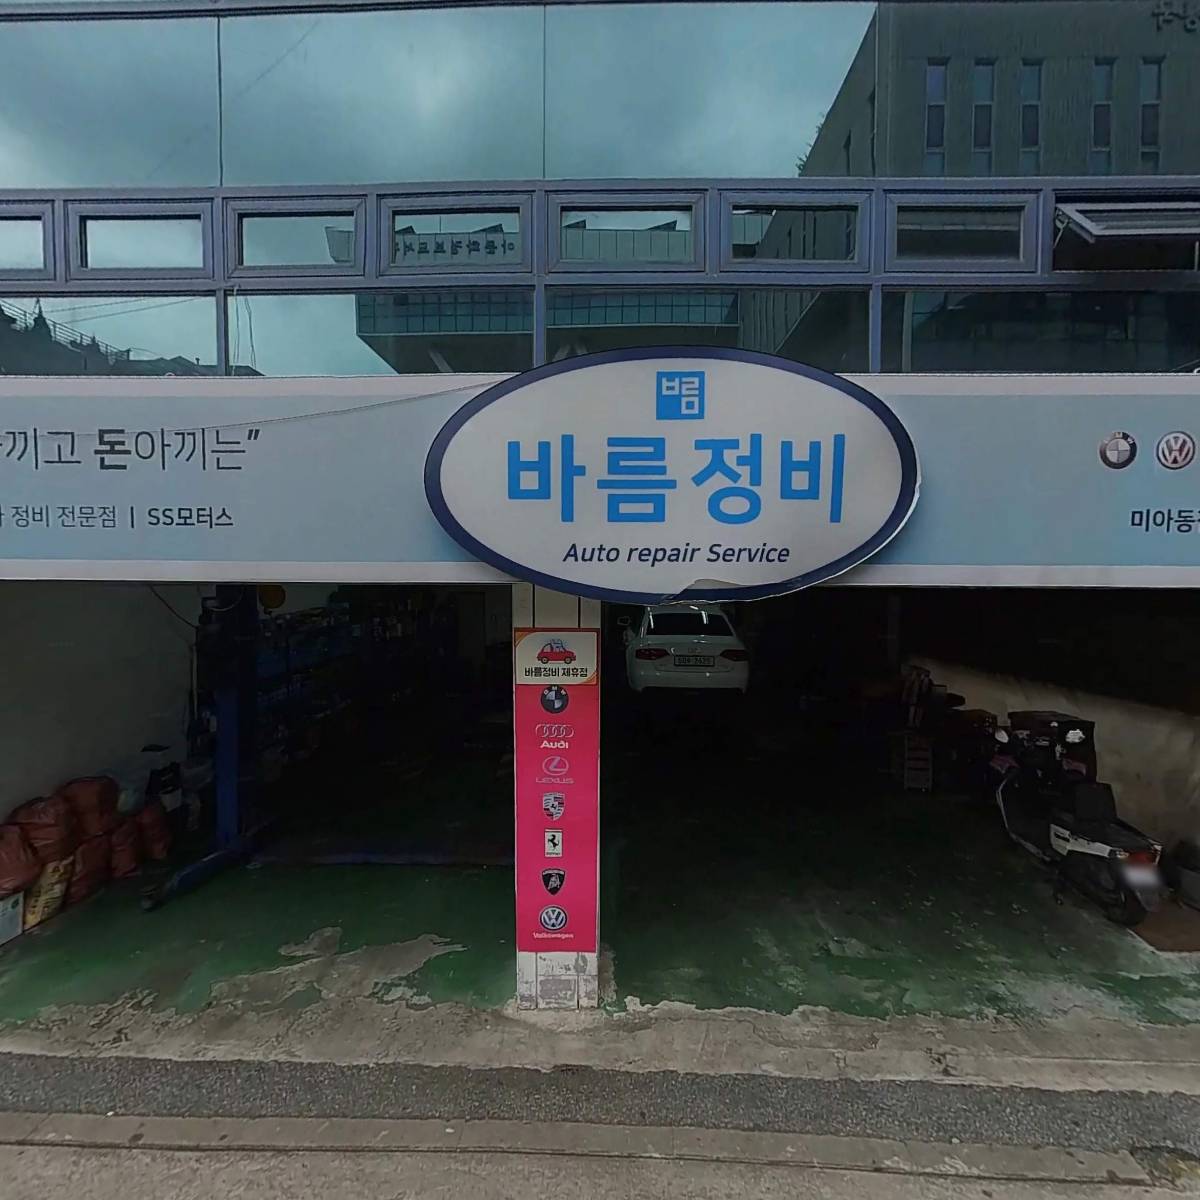 끼고 돈아끼는"
정비 전문점 | SS모터스
바름
바름정비
Auto repair Service
미아동
바름정비 제휴점
Audi
LEXUS
Volkswagen